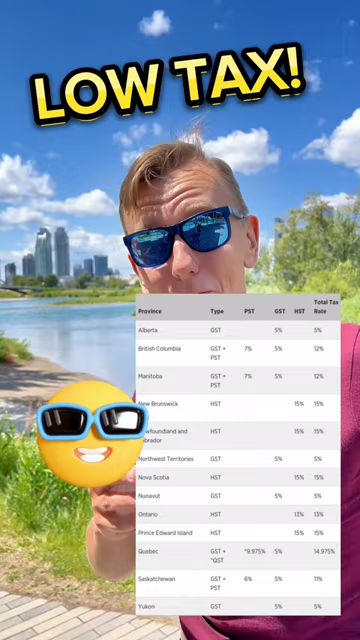 LOW TAX!
Total Tax
Province Type PST GST HST Rate
Alberta GST 5% 5%
British Columbia GST + 7% 5% 12%
PST
Manitoba GST + 7% 5% 12%
PST
New Brunswick HST 15% 15%
Newfoundland and HST 15% 15%
Labrador
Northwest Territories GST 5% 5%
Nova Scotia HST 15% 15%
Nunavut GST 5% 5%
Ontario HST 13% 13%
Prince Edward Island HST 15% 15%
Quebec GST + *9.975% 5% 14.975%
*QST
Saskatchewan GST + 6% 5% 11%
PST
Yukon GST 5% 5%